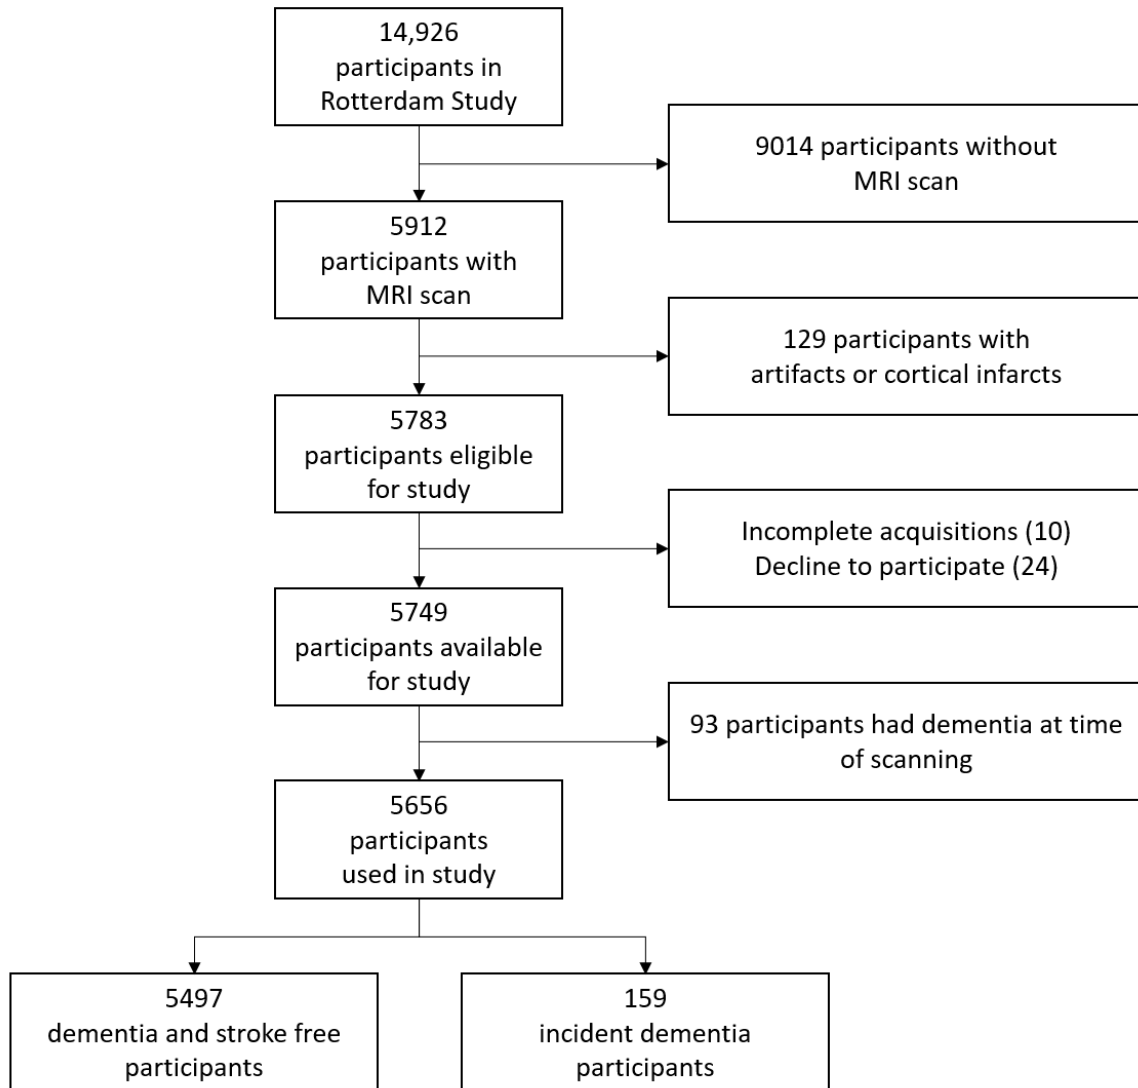 14,926
participants in
Rotterdam Study
9014 participants without
MRI scan
5912
participants with
MRI scan
129 participants with
artifacts or cortical infarcts
5783
participants eligible
for study
Incomplete acquisitions (10)
Decline to participate (24)
5749
participants available
for study
93 participants had dementia at time
of scanning
5656
participants
used in study
5497
dementia and stroke free
participants
159
incident dementia
participants